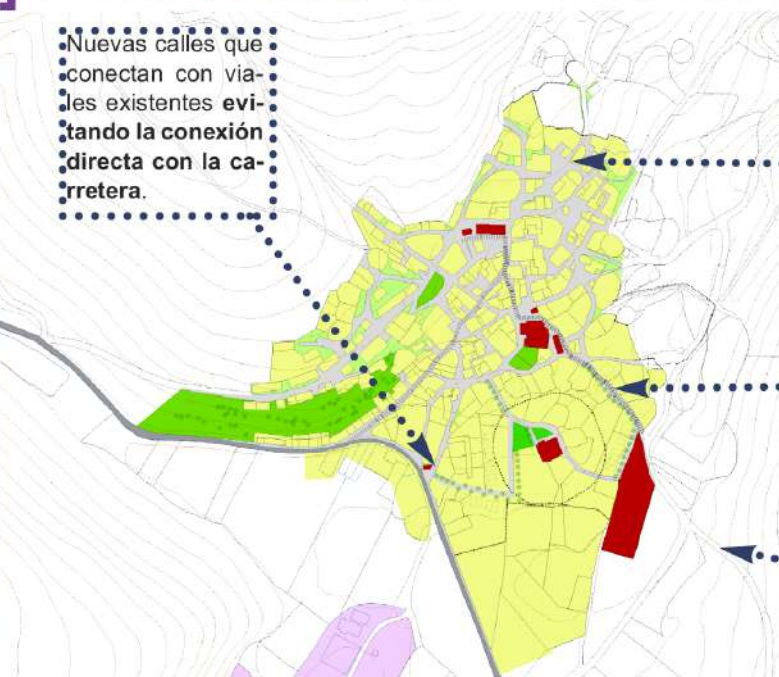 Nuevas calles que
conectan con via-
les existentes evi-
tando la conexión
directa con la ca-
rretera.